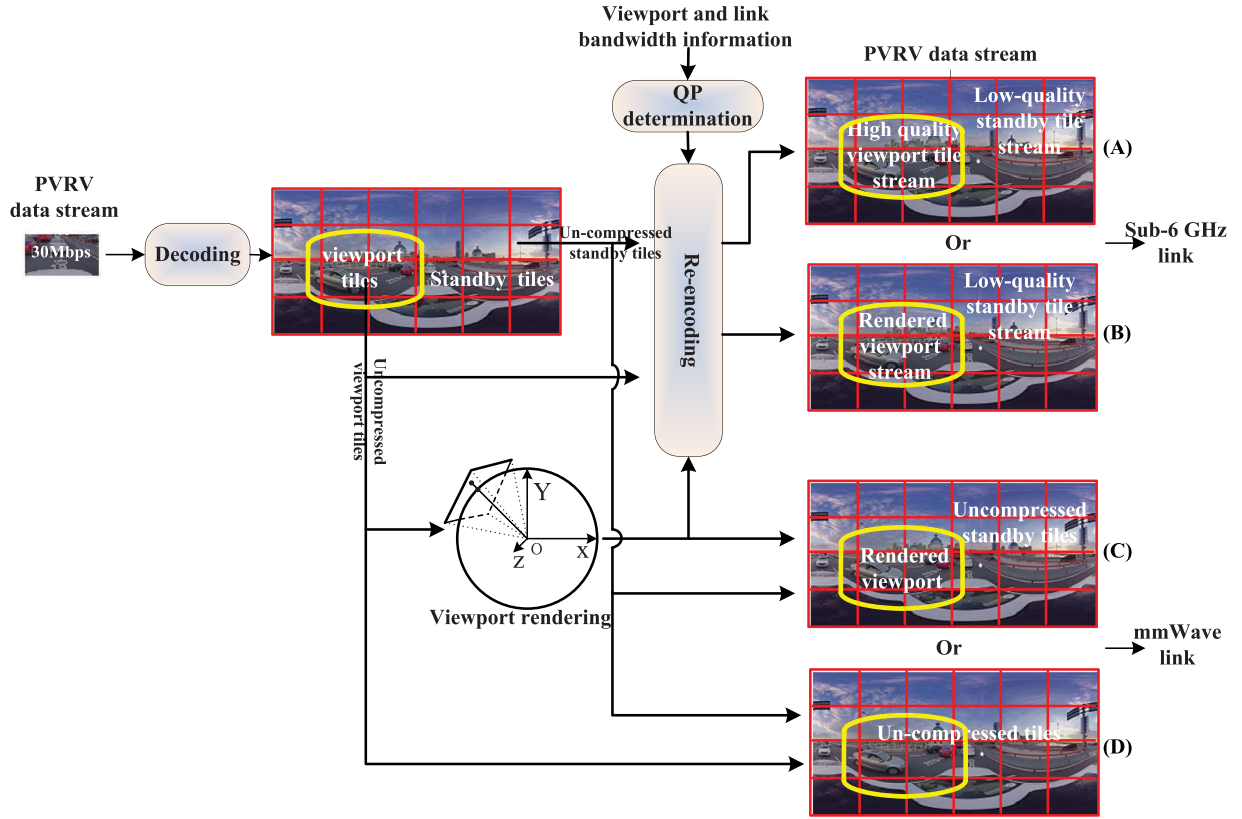 Viewport and link
bandwidth information
QP
determination
PVRV data stream
Low-quality
standby tile
stream
High quality
viewport tile
stream
(A)
PVRV
data stream
30Mbps
Decoding
viewport
tiles
Standby tiles
Un-compressed
standby tiles
Re-encoding
Or
Sub-6 GHz
link
Low-quality
standby tile
stream
Rendered
viewport
stream
(B)
Uncompressed
viewport tiles
Y
X
Z
O
Viewport rendering
Uncompressed
standby tiles
Rendered
viewport
(C)
Or
mmWave
link
Un-compressed tiles
(D)